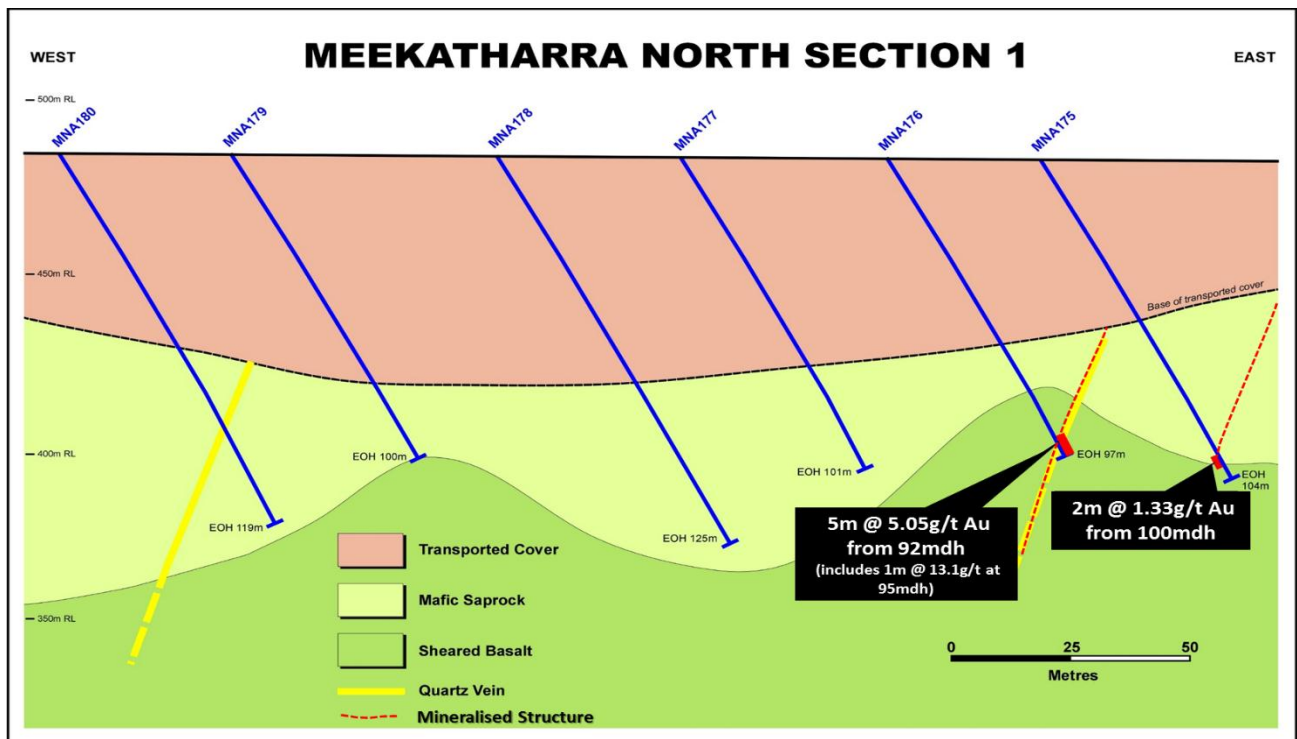 WEST
MEEKATHARRA NORTH SECTION 1
EAST
500m RL
MNA180
MNA179
MNA178
MNA177
MNA176
MNA175
450m RL
Base of transported cover
400m RL
EOH 100m
EOH 101m
EOH 97m
EOH
104m
EOH 119m
EOH 125m
5m @ 5.05g/t Au
from 92mdh
(includes 1m @ 13.1g/t at
95mdh)
2m @ 1.33g/t Au
from 100mdh
Transported Cover
Mafic Saprock
350m RL
Sheared Basalt
Quartz Vein
Mineralised Structure
0 25 50
Metres